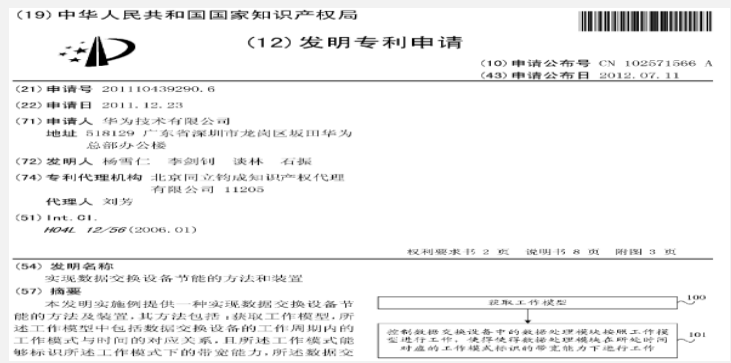 (19)中华人民共和国国家知识产权局
(12)发明专利申请
(10)申请公布号 CN 102571566 A
(43)申请公布日 2012.07.11
(21)申请号 201110439290.6
(22)申请日 2011.12.23
(71)申请人 华为技术有限公司
地址 518129 广东省深圳市龙岗区坂田华为
总部办公楼
(72)发明人 杨雪仁 李剑钊 谈林 石振
(74)专利代理机构 北京同立钧成知识产权代理
有限公司 11205
代理人 刘芳
(51)Int.Cl.
H04L 12/56(2006.01)
权利要求书 2 页 说明书 8 页 附图 3 页
(54)发明名称
实现数据交换设备节能的方法和装置
(57)摘要
本发明实施例提供一种实现数据交换设备节
能的方法及装置，其方法包括：获取工作模型，所
述工作模型中包括数据交换设备的工作周期内的
工作模式与时间的对应关系，且所述工作模式能
够标识所述工作模式下的带宽能力，所述数据交
获取工作模型
100
控制数据交换设备中的数据处理模块按照工作模
型进行工作，使得使得数据处理模块在所处时间
对应的工作模式标识的带宽能力下进行工作
101